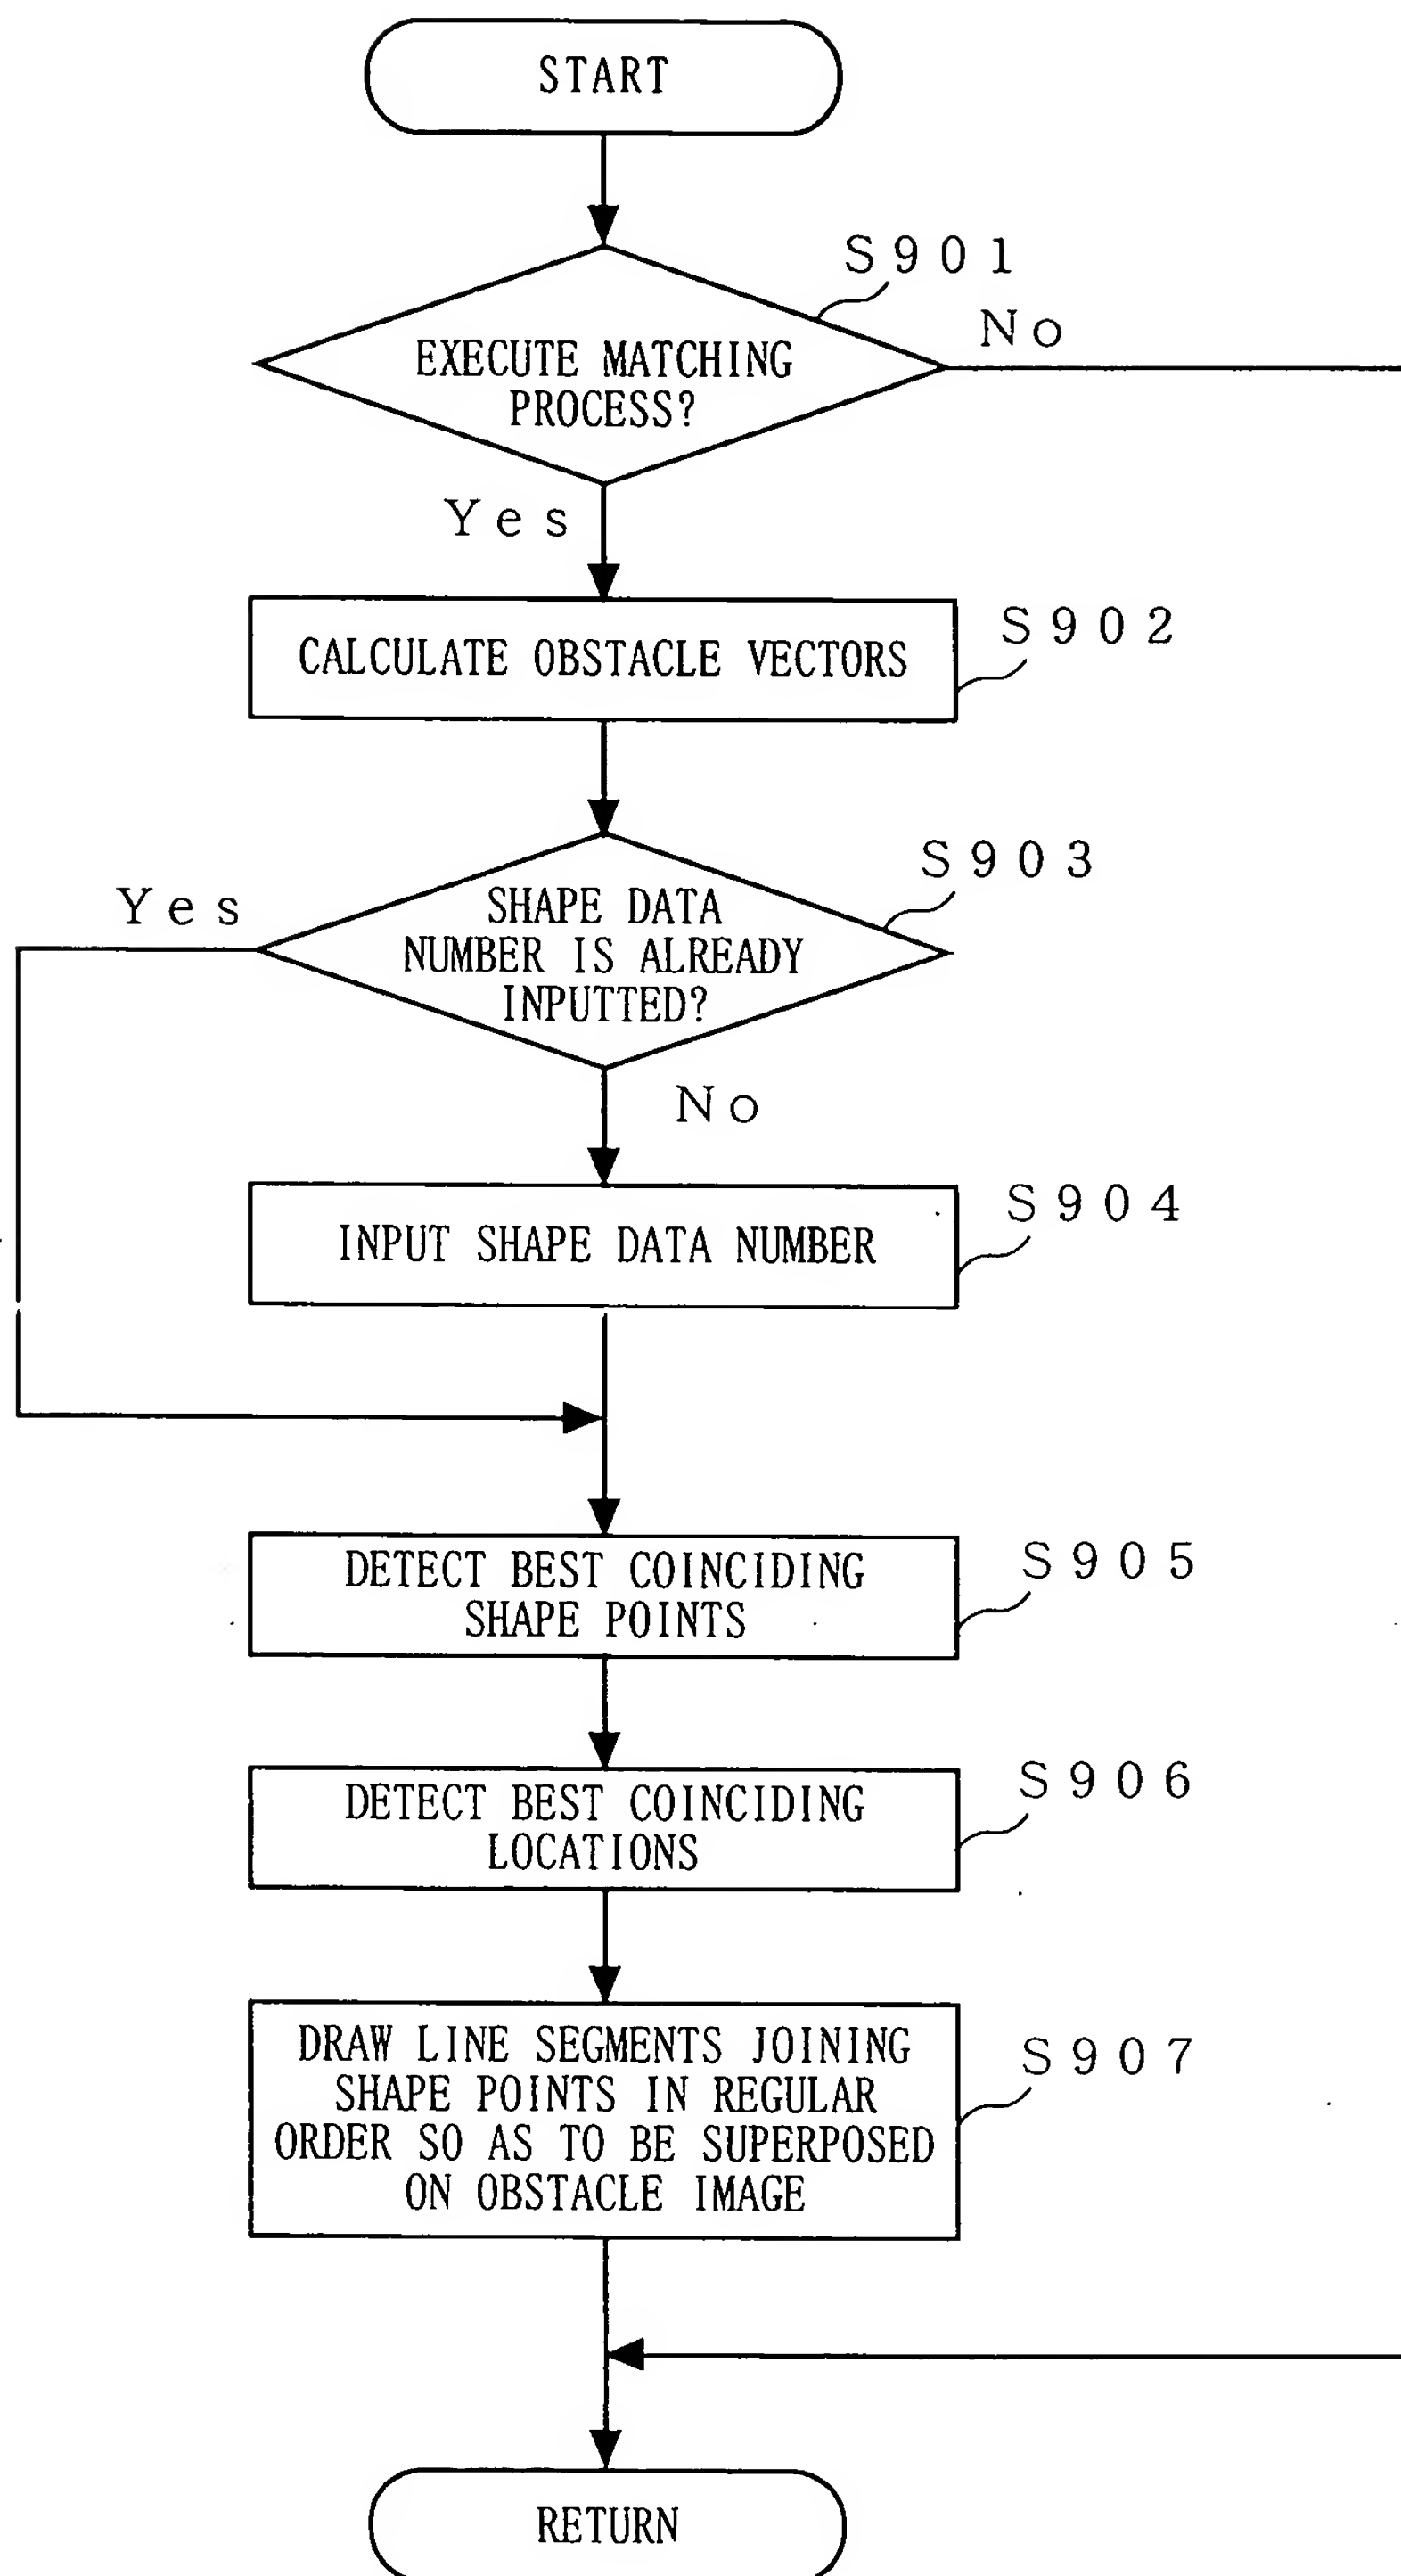 START
S901
No
EXECUTE MATCHING
PROCESS?
Yes
CALCULATE OBSTACLE VECTORS
S902
S903
Yes
SHAPE DATA
NUMBER IS ALREADY
INPUTTED?
No
S904
INPUT SHAPE DATA NUMBER
DETECT BEST COINCIDING
SHAPE POINTS
S905
DETECT BEST COINCIDING
LOCATIONS
S906
DRAW LINE SEGMENTS JOINING
SHAPE POINTS IN REGULAR
ORDER SO AS TO BE SUPERPOSED
ON OBSTACLE IMAGE
S907
RETURN